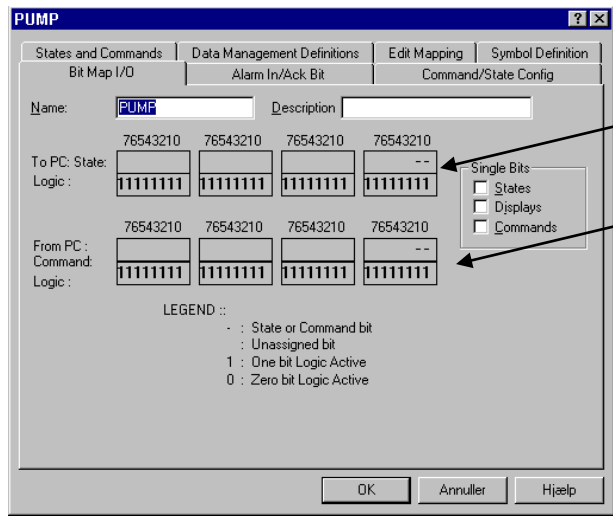 PUMP
States and Commands Data Management Definitions Edit Mapping Symbol Definition
Bit Map I/O Alarm In/Ack Bit Command/State Config
Name: PUMP Description
76543210 76543210 76543210 76543210
To PC: State: --
Logic : 11111111 11111111 11111111 11111111
Single Bits
States
Displays
Commands
76543210 76543210 76543210 76543210
From PC : --
Command:
Logic : 11111111 11111111 11111111 11111111
LEGEND ::
- : State or Command bit
: Unassigned bit
1 : One bit Logic Active
0 : Zero bit Logic Active
OK Annuller Hjælp